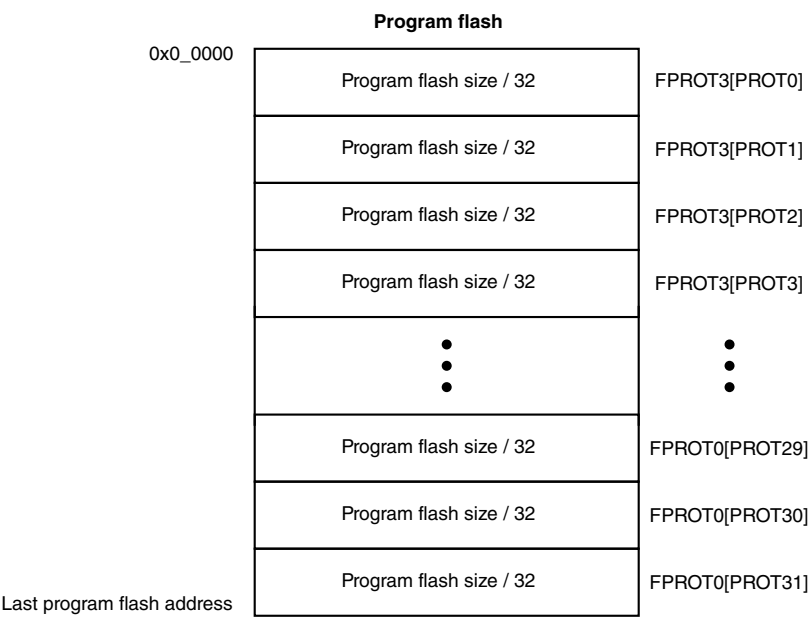 Program flash
0x0_0000
Program flash size / 32 FPROT3[PROT0]
Program flash size / 32 FPROT3[PROT1]
Program flash size / 32 FPROT3[PROT2]
Program flash size / 32 FPROT3[PROT3]
Program flash size / 32 FPROT0[PROT29]
Program flash size / 32 FPROT0[PROT30]
Program flash size / 32 FPROT0[PROT31]
Last program flash address